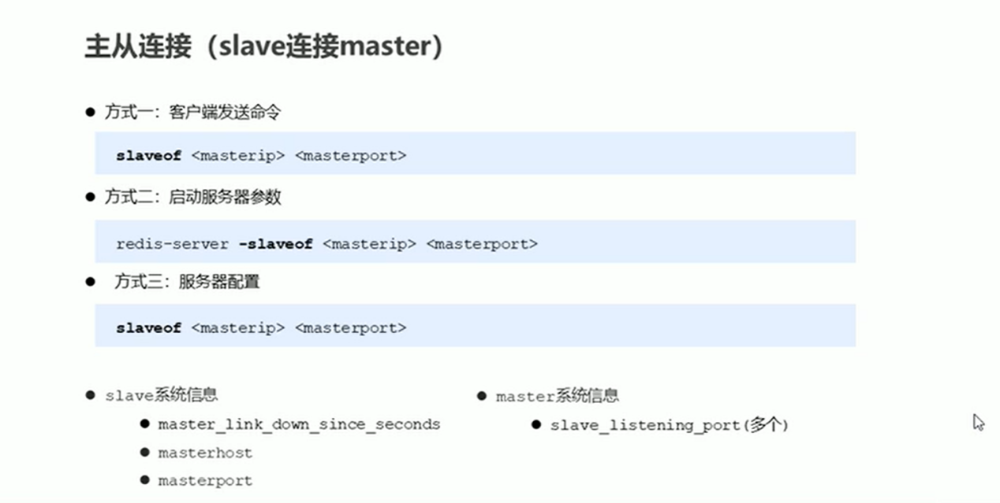 主从连接（slave连接master）
方式一：客户端发送命令
slaveof <masterip> <masterport>
方式二：启动服务器参数
redis-server -slaveof <masterip> <masterport>
方式三：服务器配置
slaveof <masterip> <masterport>
slave系统信息
master_link_down_since_seconds
masterhost
masterport
master系统信息
slave_listening_port(多个)